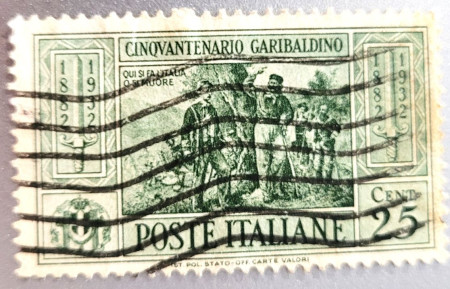 CINQVANTENARIO GARIBALDINO
QUI SI FA L'ITALIA
O SI MUORE
1882
1932
1882
1932
CENT. 25
POSTE ITALIANE
IST. POL. STATO-OFF. CARTE VALORI